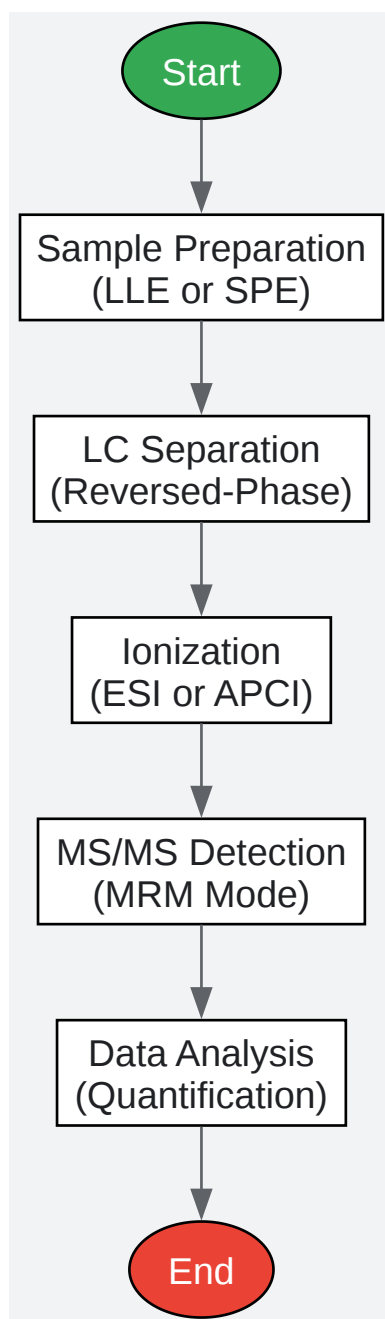 Start
Sample Preparation
(LLE or SPE)
LC Separation
(Reversed-Phase)
Ionization
(ESI or APCI)
MS/MS Detection
(MRM Mode)
Data Analysis
(Quantification)
End